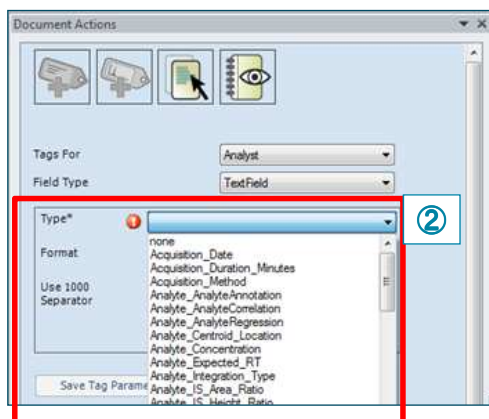 Document Actions
Tags For Analyst
Field Type TextField
Type*
②
none
Acquisition_Date
Format Acquisition_Duration_Minutes
Acquisition_Method
Analyte_AnalyteAnnotation
Use 1000 Analyte_AnalyteCorrelation
Separator Analyte_AnalyteRegression
Analyte_Centroid_Location
Analyte_Concentration
Analyte_Expected_RT
Analyte_Integration_Type
Save Tag Parame Analyte_IS_Area_Ratio
Analyte_IS_Height_Ratio